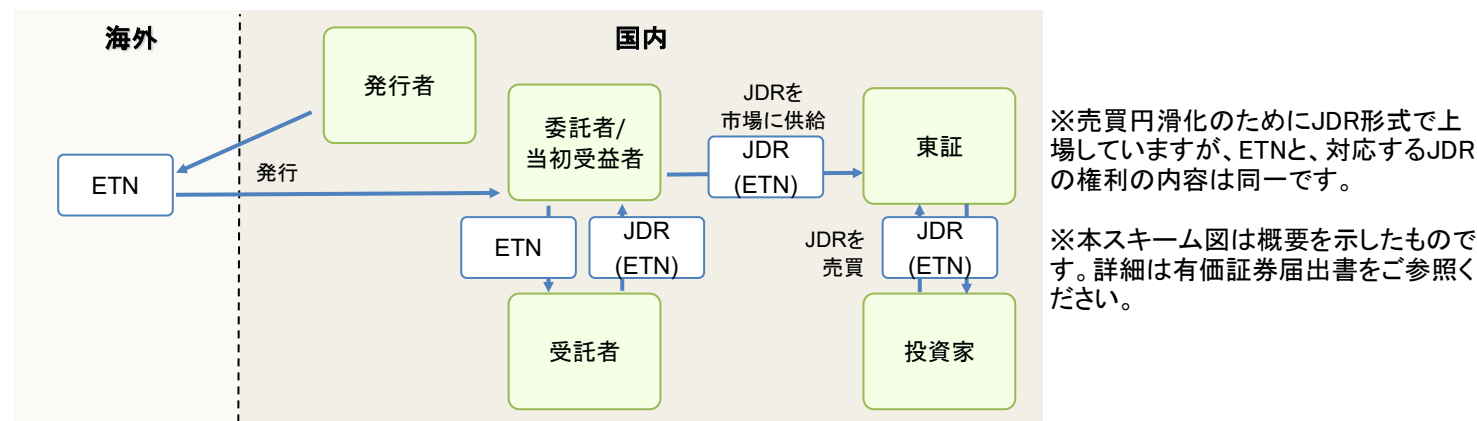 海外
国内
発行者
ETN
発行
委託者/
当初受益者
JDRを
市場に供給
JDR
(ETN)
東証
ETN
JDR
(ETN)
JDRを
売買
JDR
(ETN)
受託者
投資家
※売買円滑化のためにJDR形式で上
場していますが、ETNと、対応するJDR
の権利の内容は同一です。
※本スキーム図は概要を示したもので
す。詳細は有価証券届出書をご参照く
ださい。